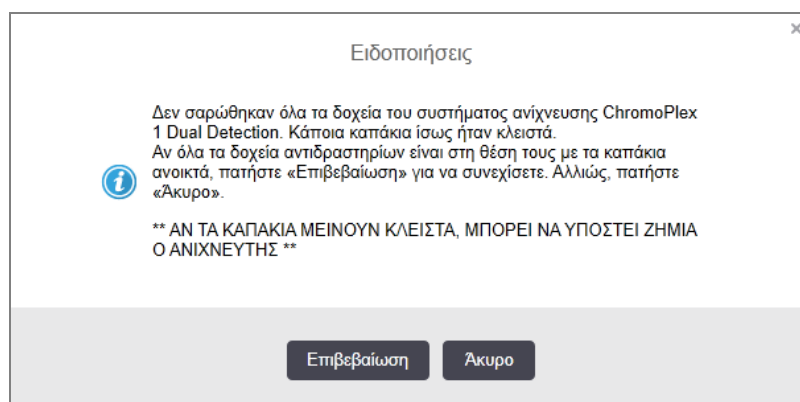 Ειδοποιήσεις
Δεν σαρώθηκαν όλα τα δοχεία του συστήματος ανίχνευσης ChromoPlex
1 Dual Detection. Κάποια καπάκια ίσως ήταν κλειστά.
Αν όλα τα δοχεία αντιδραστηρίων είναι στη θέση τους με τα καπάκια
ανοικτά, πατήστε «Επιβεβαίωση» για να συνεχίσετε. Αλλιώς, πατήστε
«Άκυρο».
** ΑΝ ΤΑ ΚΑΠΑΚΙΑ ΜΕΙΝΟΥΝ ΚΛΕΙΣΤΑ, ΜΠΟΡΕΙ ΝΑ ΥΠΟΣΤΕΙ ΖΗΜΙΑ
Ο ΑΝΙΧΝΕΥΤΗΣ **
Επιβεβαίωση Άκυρο